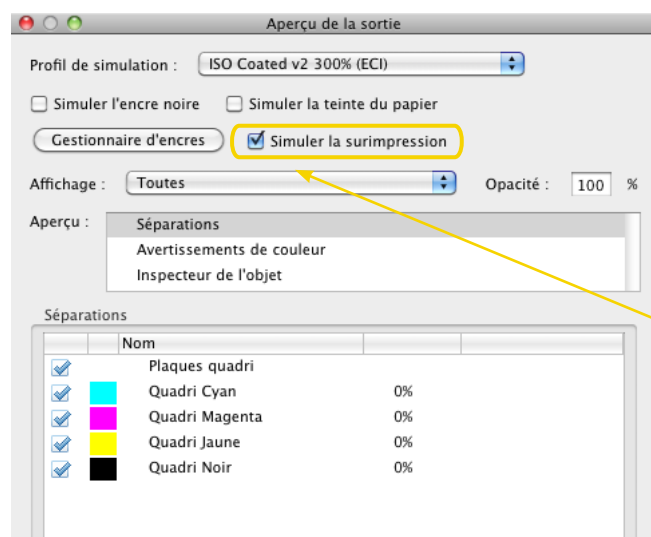 Aperçu de la sortie
Profil de simulation : ISO Coated v2 300% (ECI)
Simuler l'encre noire Simuler la teinte du papier
Gestionnaire d'encres Simuler la surimpression
Affichage : Toutes Opacité : 100 %
Aperçu : Séparations
Avertissements de couleur
Inspecteur de l'objet
Séparations
Nom
Plaques quadri
Quadri Cyan 0%
Quadri Magenta 0%
Quadri Jaune 0%
Quadri Noir 0%